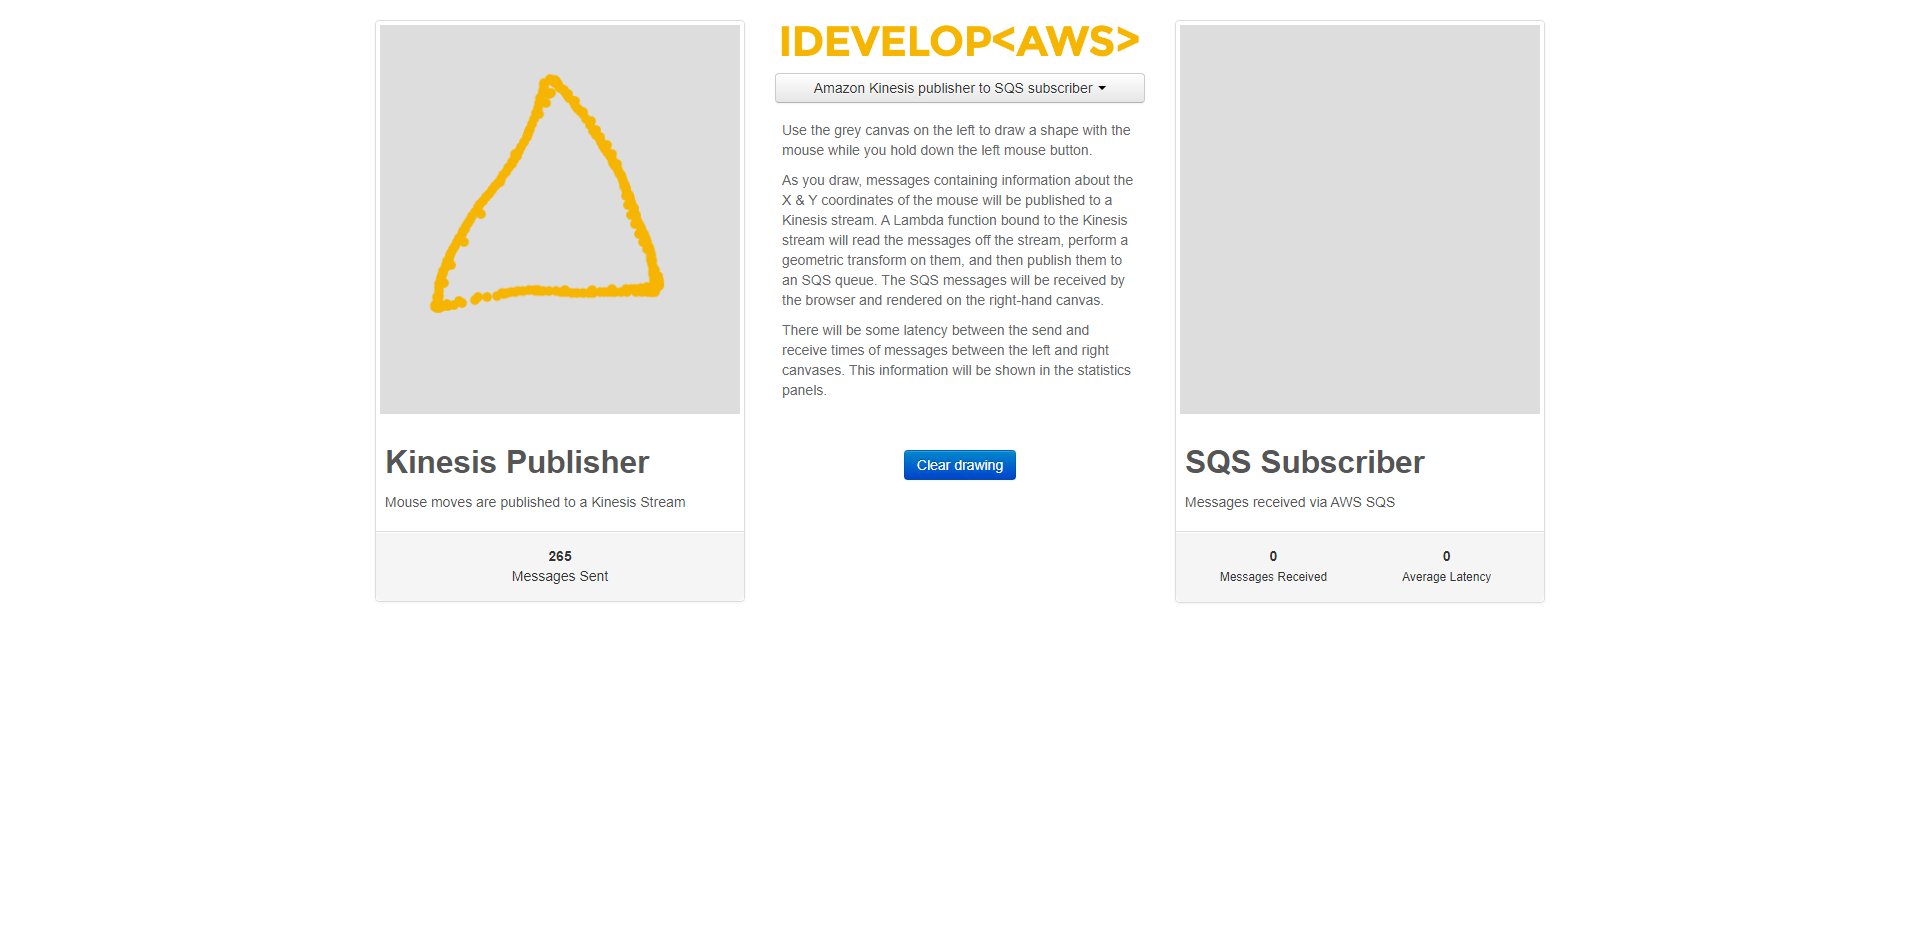 IDEVELOP<AWS>
Amazon Kinesis publisher to SQS subscriber
Use the grey canvas on the left to draw a shape with the
mouse while you hold down the left mouse button.
As you draw, messages containing information about the
X & Y coordinates of the mouse will be published to a
Kinesis stream. A Lambda function bound to the Kinesis
stream will read the messages off the stream, perform a
geometric transform on them, and then publish them to
an SQS queue. The SQS messages will be received by
the browser and rendered on the right-hand canvas.
There will be some latency between the send and
receive times of messages between the left and right
canvases. This information will be shown in the statistics
panels.
Clear drawing
Kinesis Publisher
Mouse moves are published to a Kinesis Stream
265
Messages Sent
SQS Subscriber
Messages received via AWS SQS
0
Messages Received
0
Average Latency